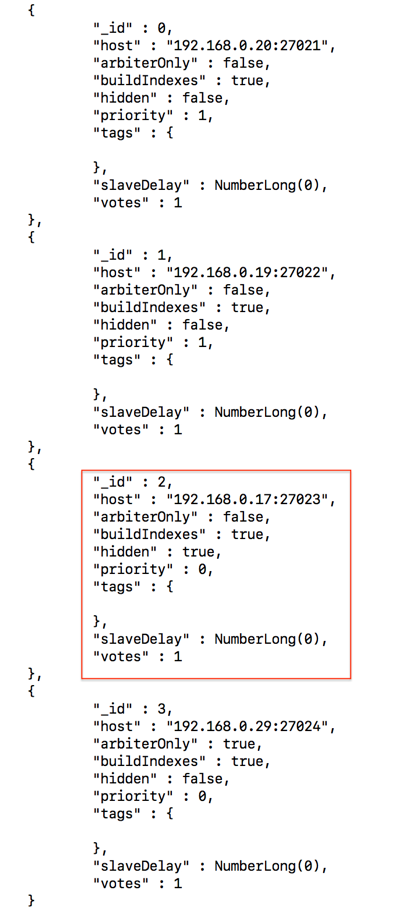 {
"_id" : 0,
"host" : "192.168.0.20:27021",
"arbiterOnly" : false,
"buildIndexes" : true,
"hidden" : false,
"priority" : 1,
"tags" : {
},
"slaveDelay" : NumberLong(0),
"votes" : 1
},
{
"_id" : 1,
"host" : "192.168.0.19:27022",
"arbiterOnly" : false,
"buildIndexes" : true,
"hidden" : false,
"priority" : 1,
"tags" : {
},
"slaveDelay" : NumberLong(0),
"votes" : 1
},
{
"_id" : 2,
"host" : "192.168.0.17:27023",
"arbiterOnly" : false,
"buildIndexes" : true,
"hidden" : true,
"priority" : 0,
"tags" : {
},
"slaveDelay" : NumberLong(0),
"votes" : 1
},
{
"_id" : 3,
"host" : "192.168.0.29:27024",
"arbiterOnly" : true,
"buildIndexes" : true,
"hidden" : false,
"priority" : 0,
"tags" : {
},
"slaveDelay" : NumberLong(0),
"votes" : 1
}